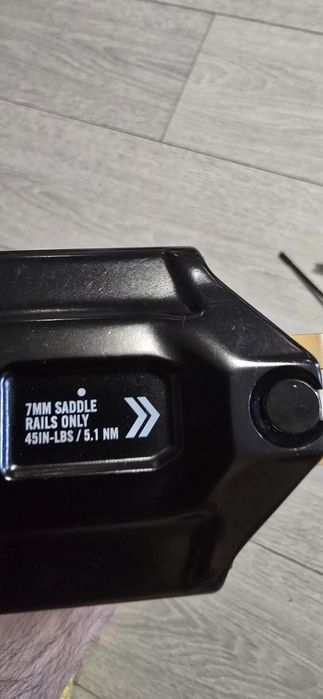 7MM SADDLE
RAILS ONLY
45IN-LBS / 5.1 NM